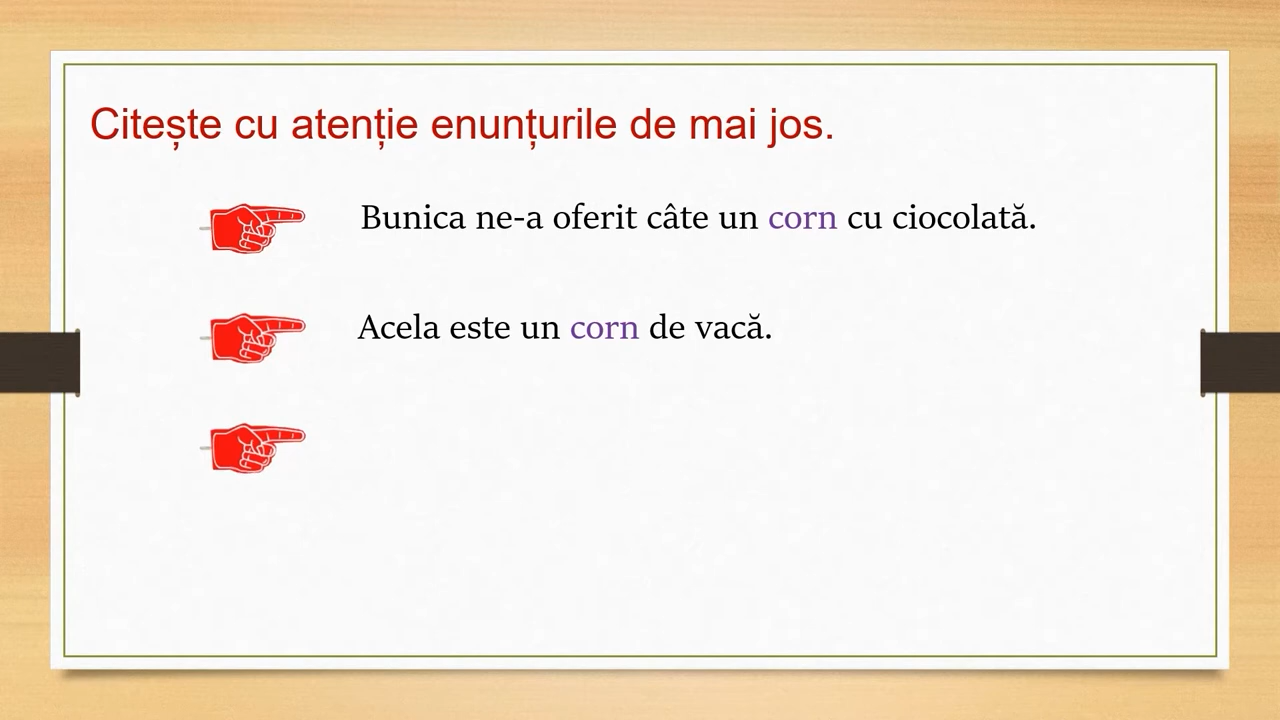 Citește cu atenție enunțurile de mai jos.
Bunica ne-a oferit câte un corn cu ciocolată.
Acela este un corn de vacă.